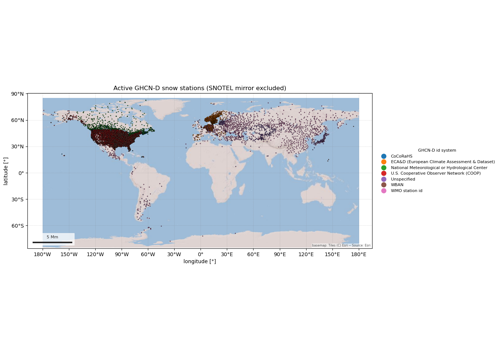 Active GHCN-D snow stations (SNOTEL mirror excluded)
90°N
60°N
30°N
0°
30°S
60°S
latitude [°]
5 Mm
180°W 150°W 120°W 90°W 60°W 30°W 0° 30°E 60°E 90°E 120°E 150°E 180°E
longitude [°]
GHCN-D id system
CoCoRaHS
ECA&D (European Climate Assessment & Dataset)
National Meteorological or Hydrological Center
U.S. Cooperative Observer Network (COOP)
Unspecified
WBAN
WMO station id